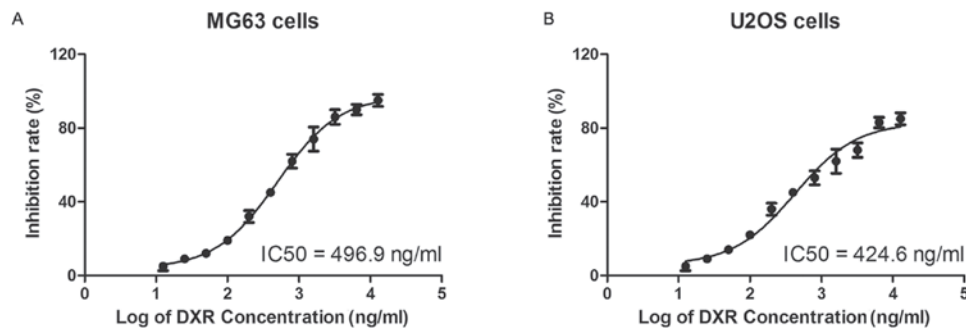 A
MG63 cells
Inhibition rate (%)
120
80
40
0
IC50 = 496.9 ng/ml
0 1 2 3 4 5
Log of DXR Concentration (ng/ml)
B
U2OS cells
Inhibition rate (%)
120
80
40
0
IC50 = 424.6 ng/ml
0 1 2 3 4 5
Log of DXR Concentration (ng/ml)